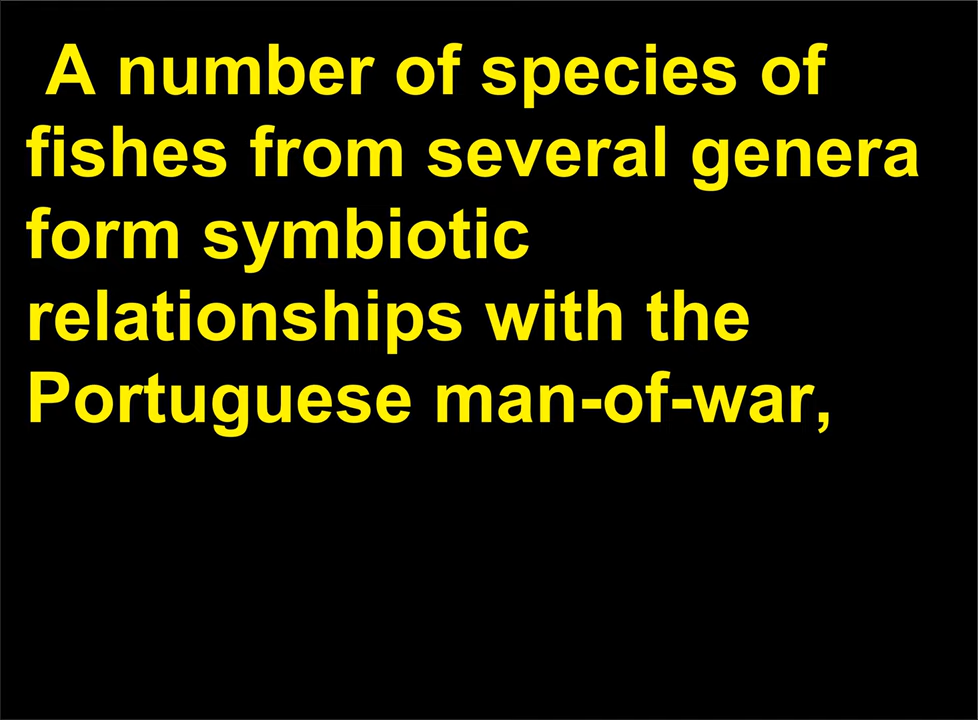 A number of species of
fishes from several genera
form symbiotic
relationships with the
Portuguese man-of-war,